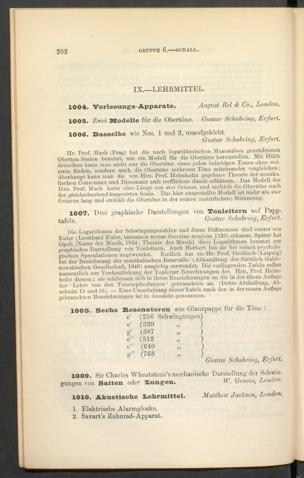 202 GRUPPE 6.—SCHALL.
IX.—LEHRMITTEL.
1004. Vorlesungs-Apparate. August Bel & Co., London.
1005. Zwei Modelle für die Obertöne. Gustav Schubring, Erfurt.
1006. Dasselbe wie Nos. 1 und 2, unaufgeklebt.
Gustav Schubring, Erfurt.
Hr. Prof. Mach (Prag) hat die nach logarithmischen Maasstäben gezeichneten
Oberton-Scalen benutzt, um ein Modell für die Obertöne herzustellen. Mit Hülfe
desselben kann man nicht nur die Obertöne eines jeden beliebigen Tones ohne wei-
teres finden, sondern auch die Obertöne mehrerer Töne miteinander vergleichen;
überhaupt kann man die von Hrn. Prof. Helmholtz gegebene Theorie der musika-
lischen Consonanz und Dissonanz sich treffend damit erläutern. Das Modell des
Hrn. Prof. Mach hatte eine Länge von drei Octaven und enthielt die Obertöne nach
der gleichschwebend temperirten Scala. Das hier ausgestellte Modell ist mehr als vier
Octaven lang und enthält die Obertöne in der reinen (natürlichen) Stimmung.
1007. Drei graphische Darstellungen von Tonleitern auf Papp-
tafeln. Gustav Schubring, Erfurt.
Die Logarithmen der Schwingungszahlen und deren Differenzen sind zuerst von
Euler (Leonhard Euler, tentamen novae theoriae musicae 1739) erkannt. Später hat
Opelt (Natur der Musik, 1834; Theorie der Musik) diese Logarithmen benutzt zur
graphischen Darstellung von Tonleitern. Auch Herbart hat sie bei seinen psycholo-
gischen Speculationen angewendet. Endlich hat sie Hr. Prof. Drobisch (Leipzig)
bei der Berechnung der musikalischen Intervalle (Abhandlung der fürstlich Jablo-
nowskischen Gesellschaft, 1846) ausgiebig verwendet. Die vorliegenden Tafeln sollen
namentlich zur Verdeutlichung der Tonleiter Berechnungen des Hrn. Prof. Helm-
holtz dienen; sie schliessen sich in ihren Bezeichnungen an die in der älteren Auflage
der 'Lehre von den Tonempfindungen' gebrauchten an. (Dritte Abtheilung, Ab-
schnitt 15 und 16). — Eine Umarbeitung dieser Tafeln nach den in der neuen Auflage
gebrauchten Bezeichnungen ist in Aussicht genommen.
1008. Sechs Resonatoren aus Glanzpappe für die Töne:
c' (256 Schwingungen)
e' (320 „ )
g' (387 „ )
c'' (512 „ )
e'' (640 „ )
g'' (768 „ )
Gustav Schubring, Erfurt.
1009. Sir Charles Wheatstone's mechanische Darstellung der Schwin-
gungen von Saiten oder Zungen. W. Groves, London.
1010. Akustische Lehrmittel. Matthew Jackson, London.
1. Elektrische Alarmglocke.
2. Savart's Zahnrad-Apparat.